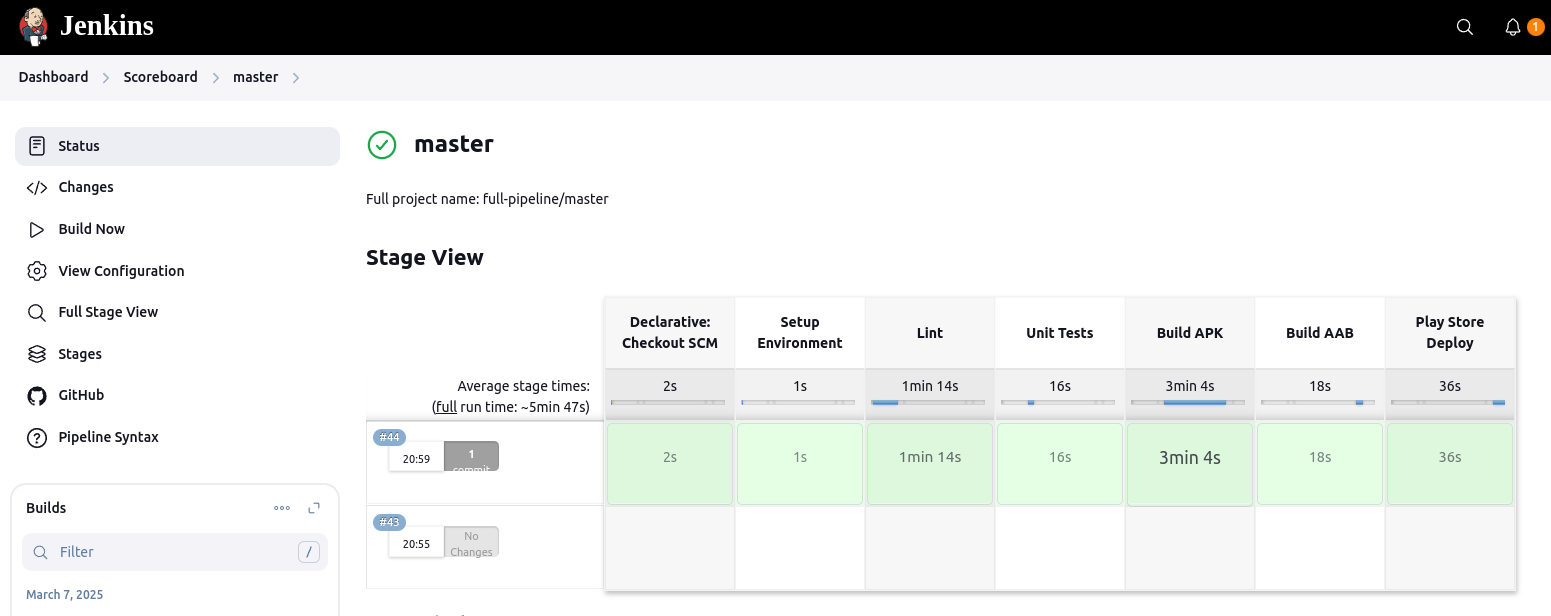 Jenkins
1
Dashboard
Scoreboard
master
Status
Changes
Build Now
View Configuration
Full Stage View
Stages
GitHub
Pipeline Syntax
Builds
Filter
/
March 7, 2025
master
Full project name: full-pipeline/master
Stage View
Declarative: Checkout SCM
Setup Environment
Lint
Unit Tests
Build APK
Build AAB
Play Store Deploy
Average stage times:
(full run time: ~5min 47s)
2s
1s
1min 14s
16s
3min 4s
18s
36s
#44
20:59
1
commit
2s
1s
1min 14s
16s
3min 4s
18s
36s
#43
20:55
No
Changes